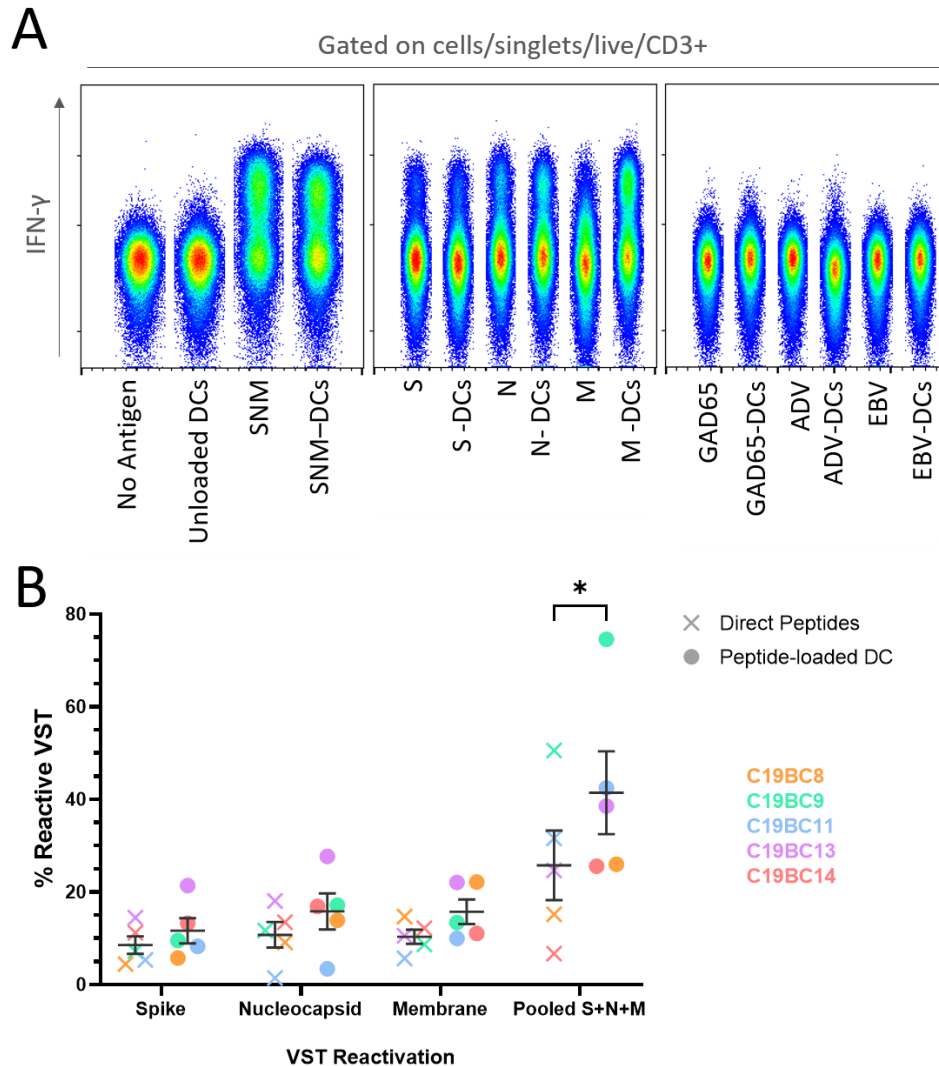 A
Gated on cells/singlets/live/CD3+
IFN-γ
No Antigen
Unloaded DCs
SNM
SNM–DCs
S
S -DCs
N
N- DCs
M
M -DCs
GAD65
GAD65-DCs
ADV
ADV-DCs
EBV
EBV-DCs
B
% Reactive VST
80
60
40
20
0
*
Direct Peptides
Peptide-loaded DC
C19BC8
C19BC9
C19BC11
C19BC13
C19BC14
Spike
Nucleocapsid
Membrane
Pooled S+N+M
VST Reactivation